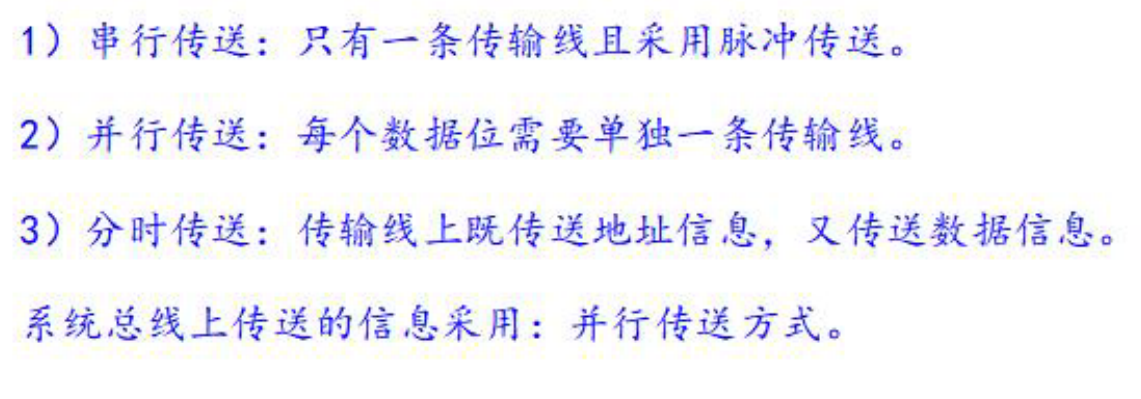 1）串行传送：只有一条传输线且采用脉冲传送。
2）并行传送：每个数据位需要单独一条传输线。
3）分时传送：传输线上既传送地址信息，又传送数据信息。
系统总线上传送的信息采用：并行传送方式。